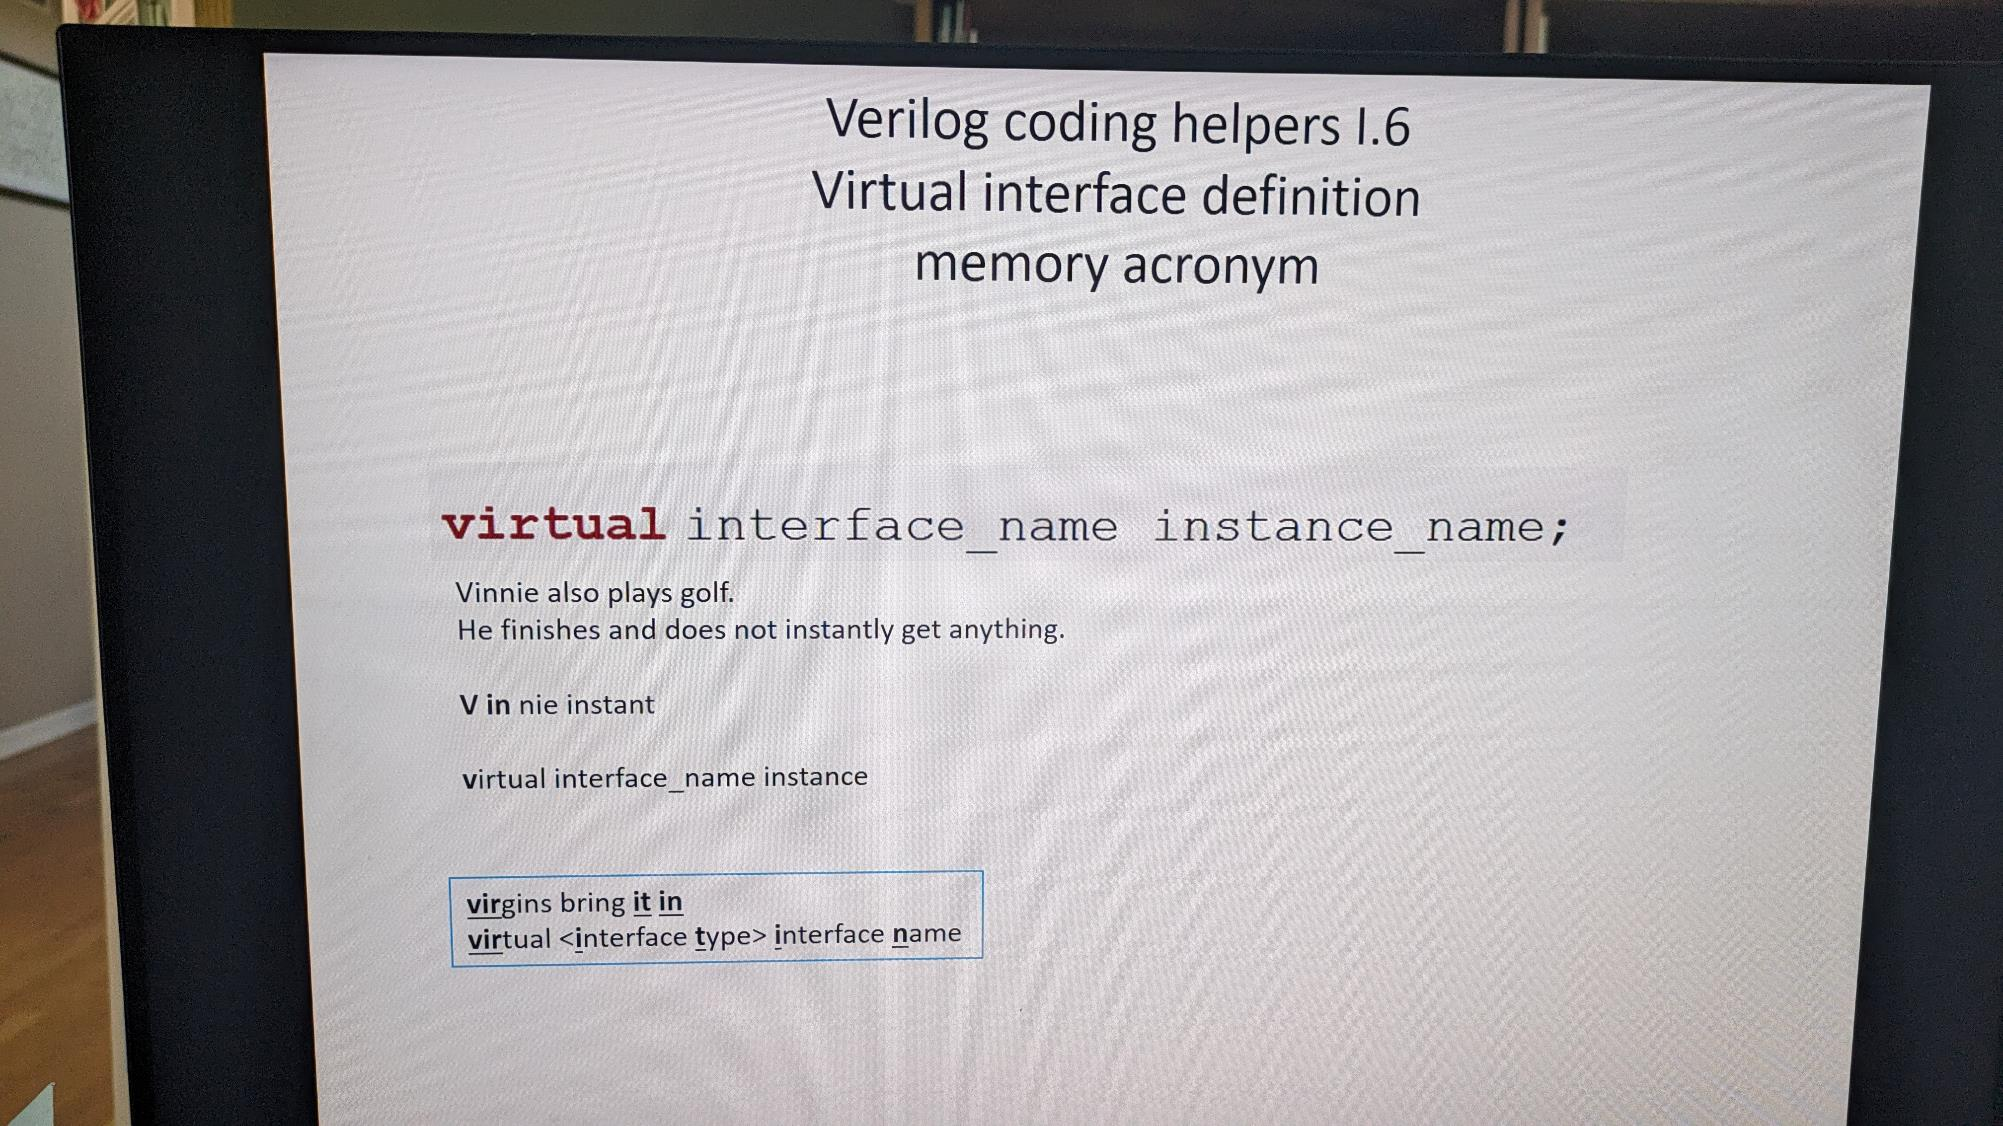 Verilog coding helpers I.6
Virtual interface definition
memory acronym
virtual interface_name instance_name;
Vinnie also plays golf.
He finishes and does not instantly get anything.
V in nie instant
virtual interface_name instance
virgins bring it in
virtual <interface type> interface name